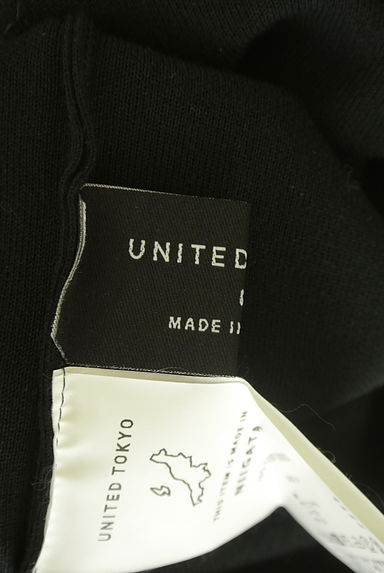 UNITED
MADE I
UNITED TOKYO
THIS ITEM IS MADE IN
NIIGATA